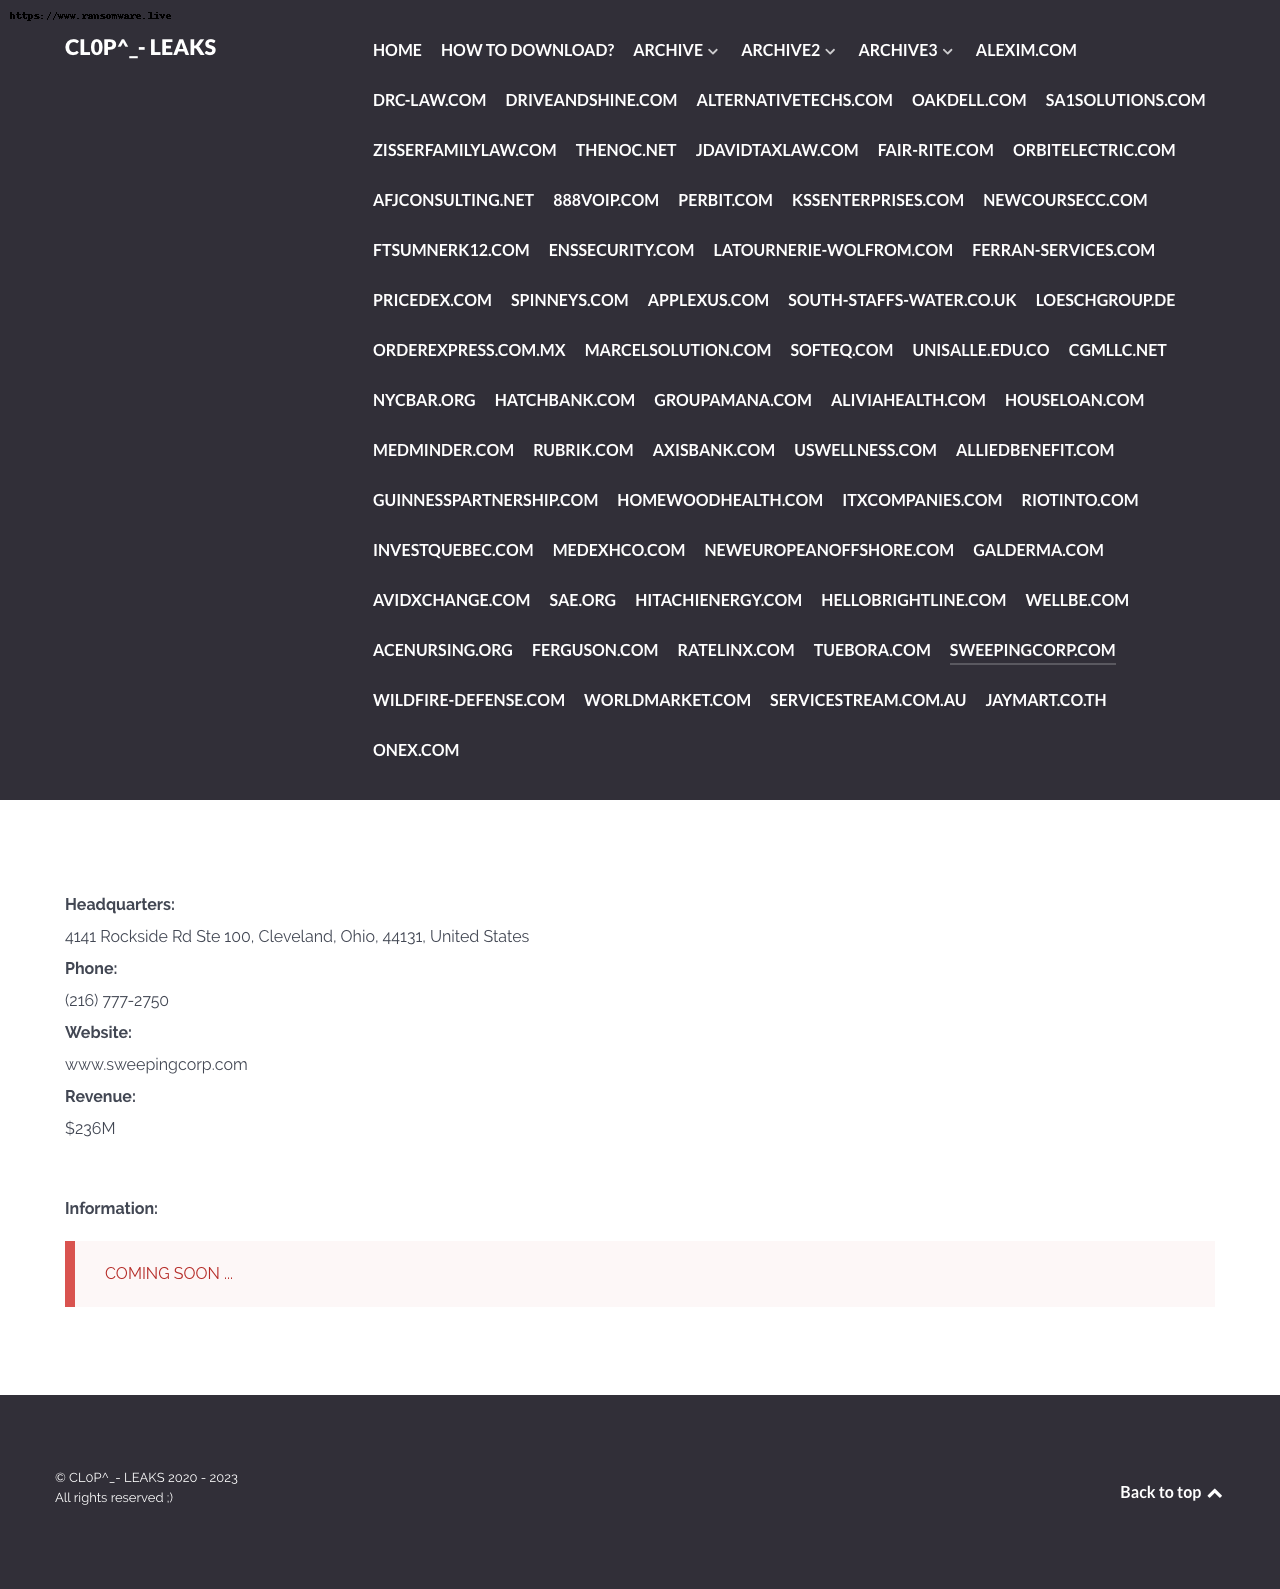 https://www.ransomware.live
CL0P^_- LEAKS
HOME HOW TO DOWNLOAD? ARCHIVE ARCHIVE2 ARCHIVE3 ALEXIM.COM
DRC-LAW.COM DRIVEANDSHINE.COM ALTERNATIVETECHS.COM OAKDELL.COM SA1SOLUTIONS.COM
ZISSERFAMILYLAW.COM THENOC.NET JDAVIDTAXLAW.COM FAIR-RITE.COM ORBITELECTRIC.COM
AFJCONSULTING.NET 888VOIP.COM PERBIT.COM KSSENTERPRISES.COM NEWCOURSECC.COM
FTSUMNERK12.COM ENSSECURITY.COM LATOURNERIE-WOLFROM.COM FERRAN-SERVICES.COM
PRICEDEX.COM SPINNEYS.COM APPLEXUS.COM SOUTH-STAFFS-WATER.CO.UK LOESCHGROUP.DE
ORDEREXPRESS.COM.MX MARCELSOLUTION.COM SOFTEQ.COM UNISALLE.EDU.CO CGMLLC.NET
NYCBAR.ORG HATCHBANK.COM GROUPAMANA.COM ALIVIAHEALTH.COM HOUSELOAN.COM
MEDMINDER.COM RUBRIK.COM AXISBANK.COM USWELLNESS.COM ALLIEDBENEFIT.COM
GUINNESSPARTNERSHIP.COM HOMEWOODHEALTH.COM ITXCOMPANIES.COM RIOTINTO.COM
INVESTQUEBEC.COM MEDEXHCO.COM NEWEUROPEANOFFSHORE.COM GALDERMA.COM
AVIDXCHANGE.COM SAE.ORG HITACHIENERGY.COM HELLOBRIGHTLINE.COM WELLBE.COM
ACENURSING.ORG FERGUSON.COM RATELINX.COM TUEBORA.COM SWEEPINGCORP.COM
WILDFIRE-DEFENSE.COM WORLDMARKET.COM SERVICESTREAM.COM.AU JAYMART.CO.TH
ONEX.COM
Headquarters:
4141 Rockside Rd Ste 100, Cleveland, Ohio, 44131, United States
Phone:
(216) 777-2750
Website:
www.sweepingcorp.com
Revenue:
$236M
Information:
COMING SOON ...
© CL0P^_- LEAKS 2020 - 2023
All rights reserved ;)
Back to top